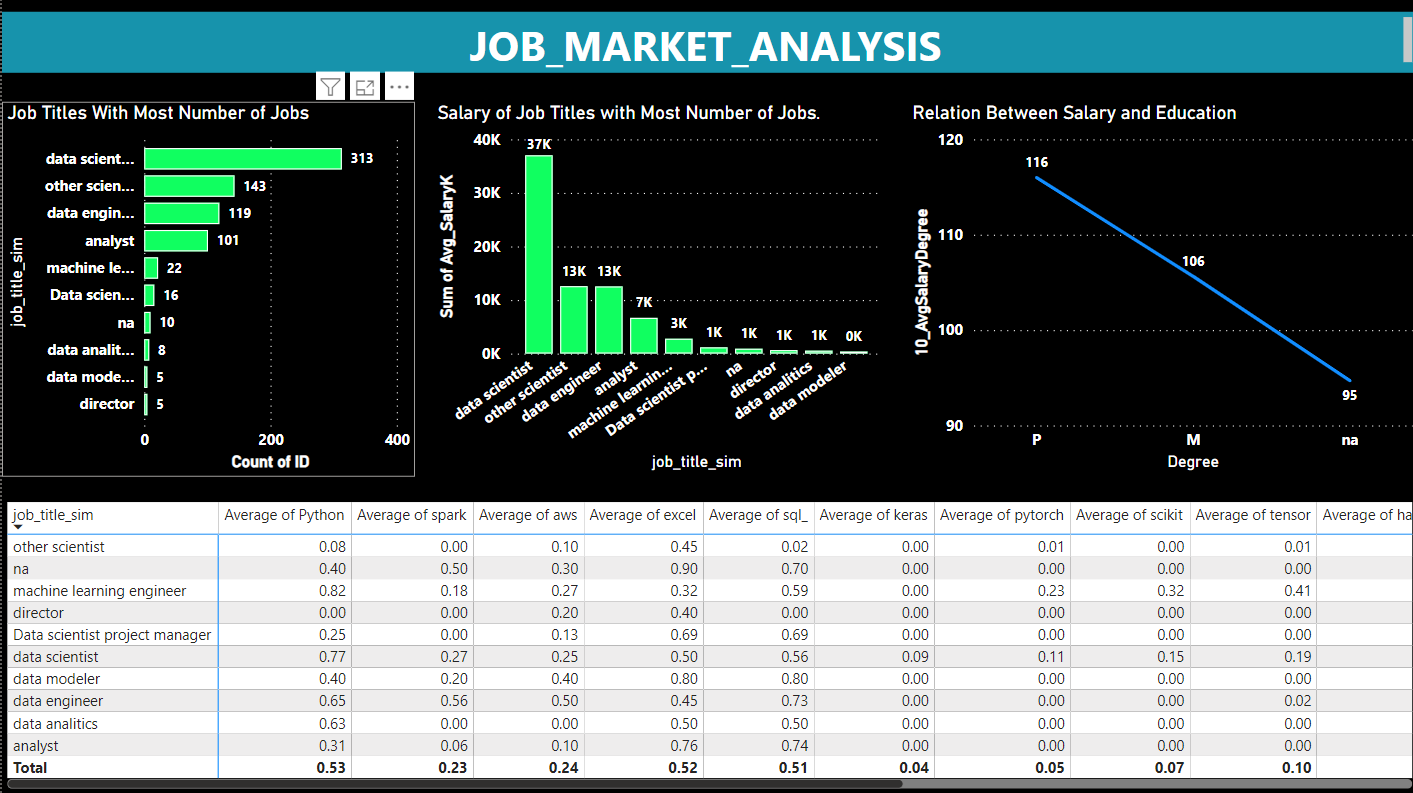 JOB_MARKET_ANALYSIS
Job Titles With Most Number of Jobs
job_title_sim
data scient... 313
other scien... 143
data engin... 119
analyst 101
machine le... 22
Data scien... 16
na 10
data analit... 8
data mode... 5
director 5
0 200 400
Count of ID
Salary of Job Titles with Most Number of Jobs.
Sum of Avg_SalaryK
40K
30K
20K
10K
0K
37K 13K 13K 7K 3K 1K 1K 1K 1K 0K
data scientist
other scientist
data engineer
analyst
machine learnin...
Data scientist p...
na
director
data analitics
data modeler
job_title_sim
Relation Between Salary and Education
10_AvgSalaryDegree
120
110
100
90
116
106
95
P M na
Degree
job_title_sim Average of Python Average of spark Average of aws Average of excel Average of sql_ Average of keras Average of pytorch Average of scikit Average of tensor Average of ha
other scientist 0.08 0.00 0.10 0.45 0.02 0.00 0.01 0.00 0.01
na 0.40 0.50 0.30 0.90 0.70 0.00 0.00 0.00 0.00
machine learning engineer 0.82 0.18 0.27 0.32 0.59 0.00 0.23 0.32 0.41
director 0.00 0.00 0.20 0.40 0.00 0.00 0.00 0.00 0.00
Data scientist project manager 0.25 0.00 0.13 0.69 0.69 0.00 0.00 0.00 0.00
data scientist 0.77 0.27 0.25 0.50 0.56 0.09 0.11 0.15 0.19
data modeler 0.40 0.20 0.40 0.80 0.80 0.00 0.00 0.00 0.00
data engineer 0.65 0.56 0.50 0.45 0.73 0.00 0.00 0.00 0.02
data analitics 0.63 0.00 0.00 0.50 0.50 0.00 0.00 0.00 0.00
analyst 0.31 0.06 0.10 0.76 0.74 0.00 0.00 0.00 0.00
Total 0.53 0.23 0.24 0.52 0.51 0.04 0.05 0.07 0.10